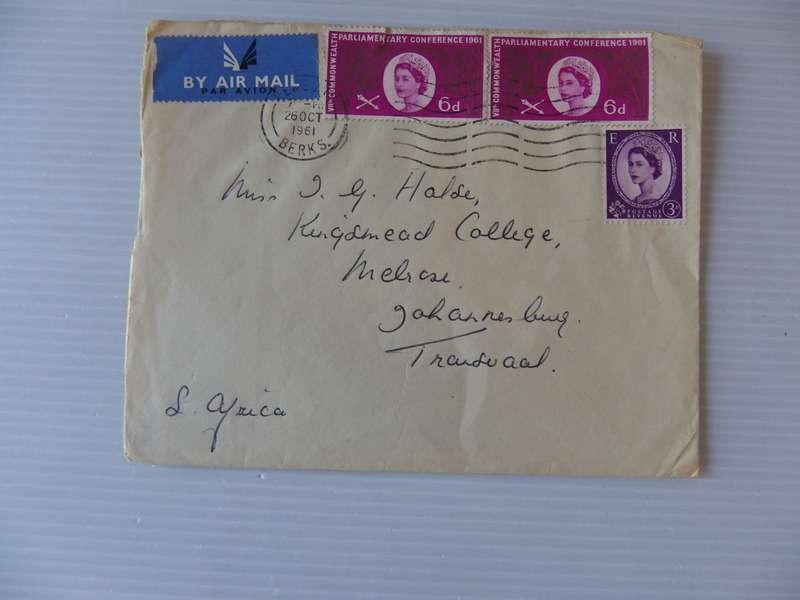 BY AIR MAIL
PAR AVION
VIIth COMMONWEALTH
PARLIAMENTARY CONFERENCE 1961
6d
VIIth COMMONWEALTH
PARLIAMENTARY CONFERENCE 1961
6d
26 OCT
1961
BERKS.
E R
POSTAGE
REVENUE
3D
Miss I. G. Halse,
Kingsmead College,
Melrose.
Johannesburg.
Transvaal.
S. Africa